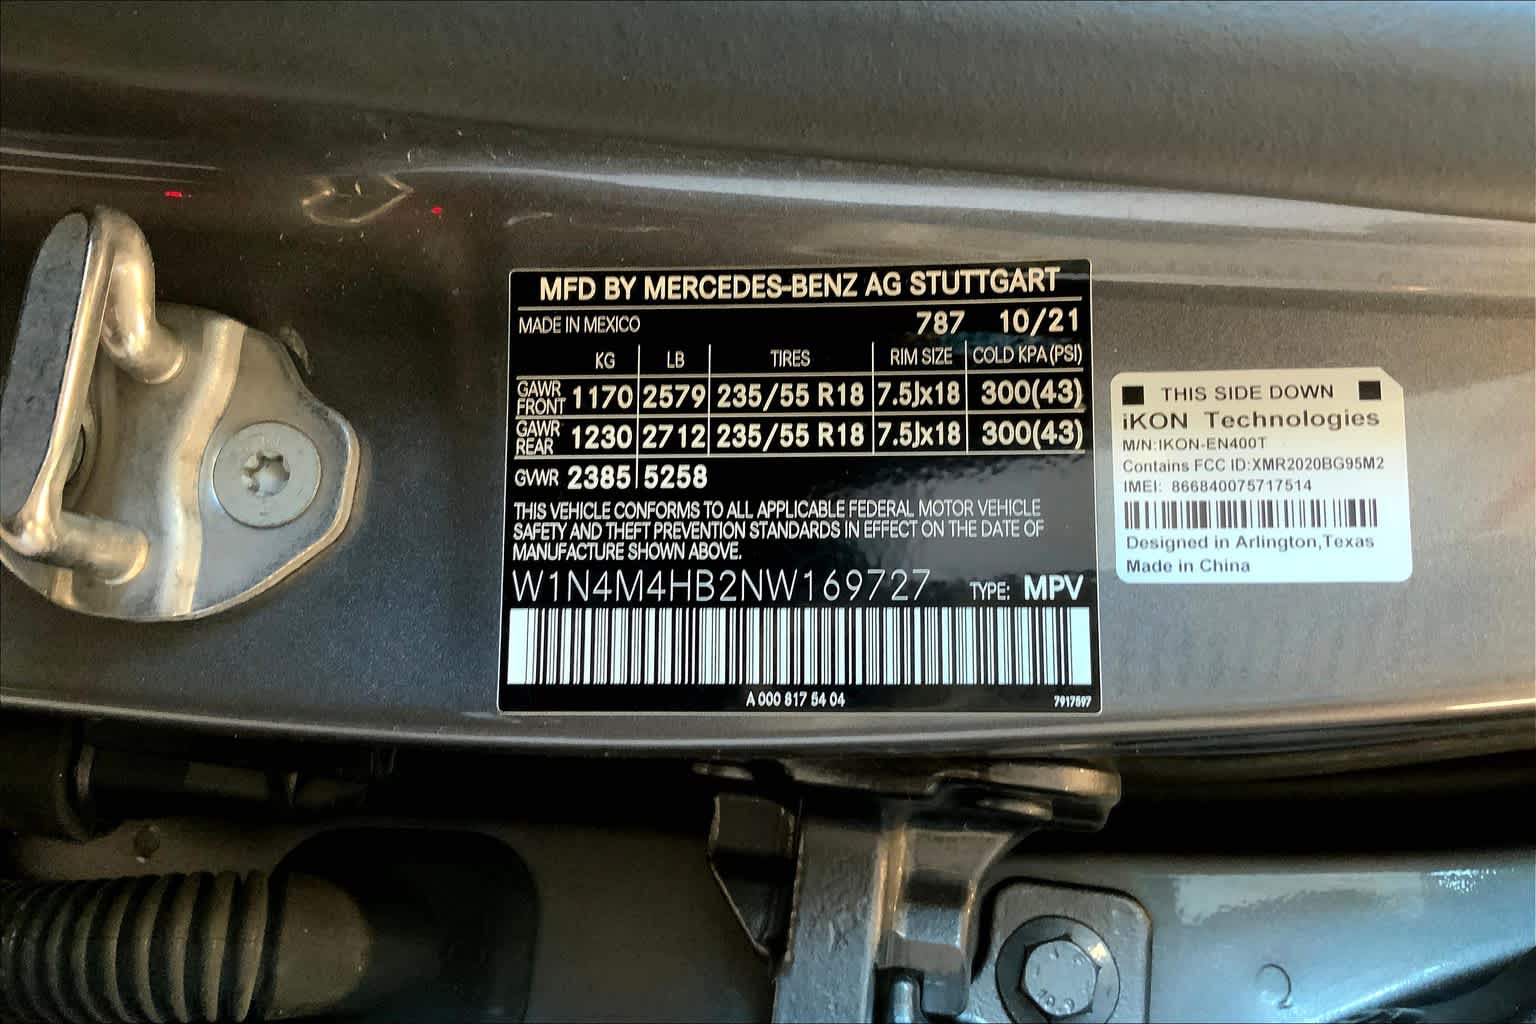 MFD BY MERCEDES-BENZ AG STUTTGART
MADE IN MEXICO 787 10/21
KG LB TIRES RIM SIZE COLD KPA (PSI)
GAWR FRONT 1170 2579 235/55 R18 7.5Jx18 300(43)
GAWR REAR 1230 2712 235/55 R18 7.5Jx18 300(43)
GVWR 2385 5258
THIS VEHICLE CONFORMS TO ALL APPLICABLE FEDERAL MOTOR VEHICLE
SAFETY AND THEFT PREVENTION STANDARDS IN EFFECT ON THE DATE OF
MANUFACTURE SHOWN ABOVE.
W1N4M4HB2NW169727 TYPE: MPV
A 000 817 54 04 7917597
THIS SIDE DOWN
iKON Technologies
M/N:IKON-EN400T
Contains FCC ID:XMR2020BG95M2
IMEI: 866840075717514
Designed in Arlington,Texas
Made in China